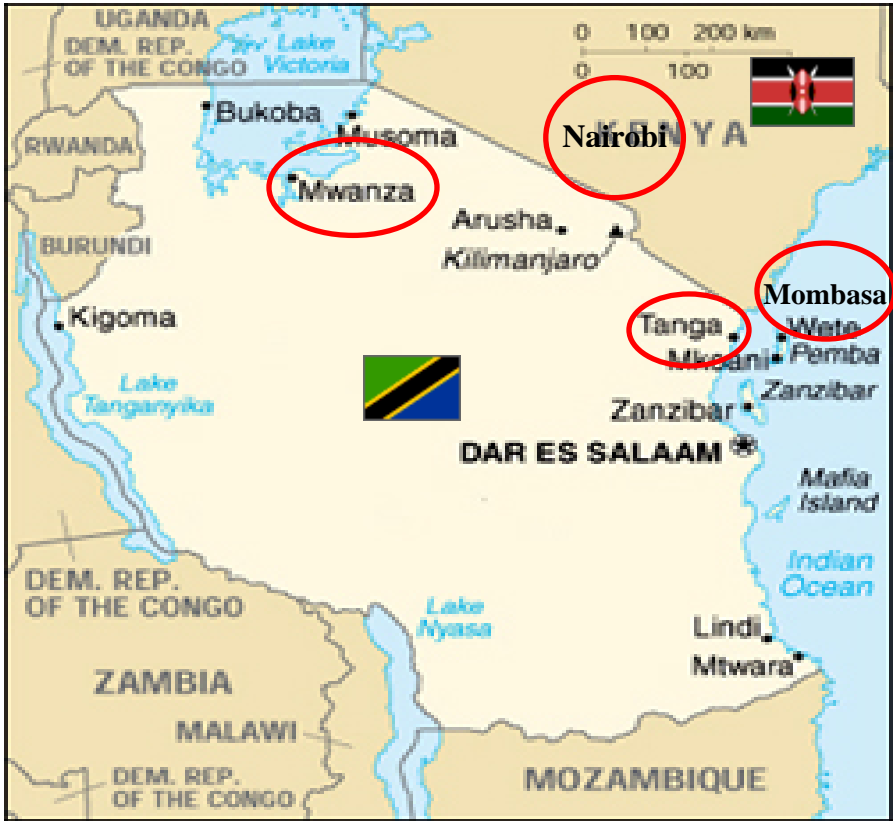 UGANDA
DEM. REP.
OF THE CONGO
Lake
Victoria
0 100 200 km
0 100
Bukoba
Musoma
Nairobi
KENYA
RWANDA
Mwanza
Arusha
Kilimanjaro
BURUNDI
Mombasa
Kigoma
Tanga
Wete
Mkoani
Pemba
Lake
Tanganyika
Zanzibar
Zanzibar
DAR ES SALAAM
Mafia
Island
Indian
Ocean
DEM. REP.
OF THE CONGO
Lake
Nyasa
Lindi
Mtwara
ZAMBIA
MALAWI
DEM. REP.
OF THE CONGO
MOZAMBIQUE